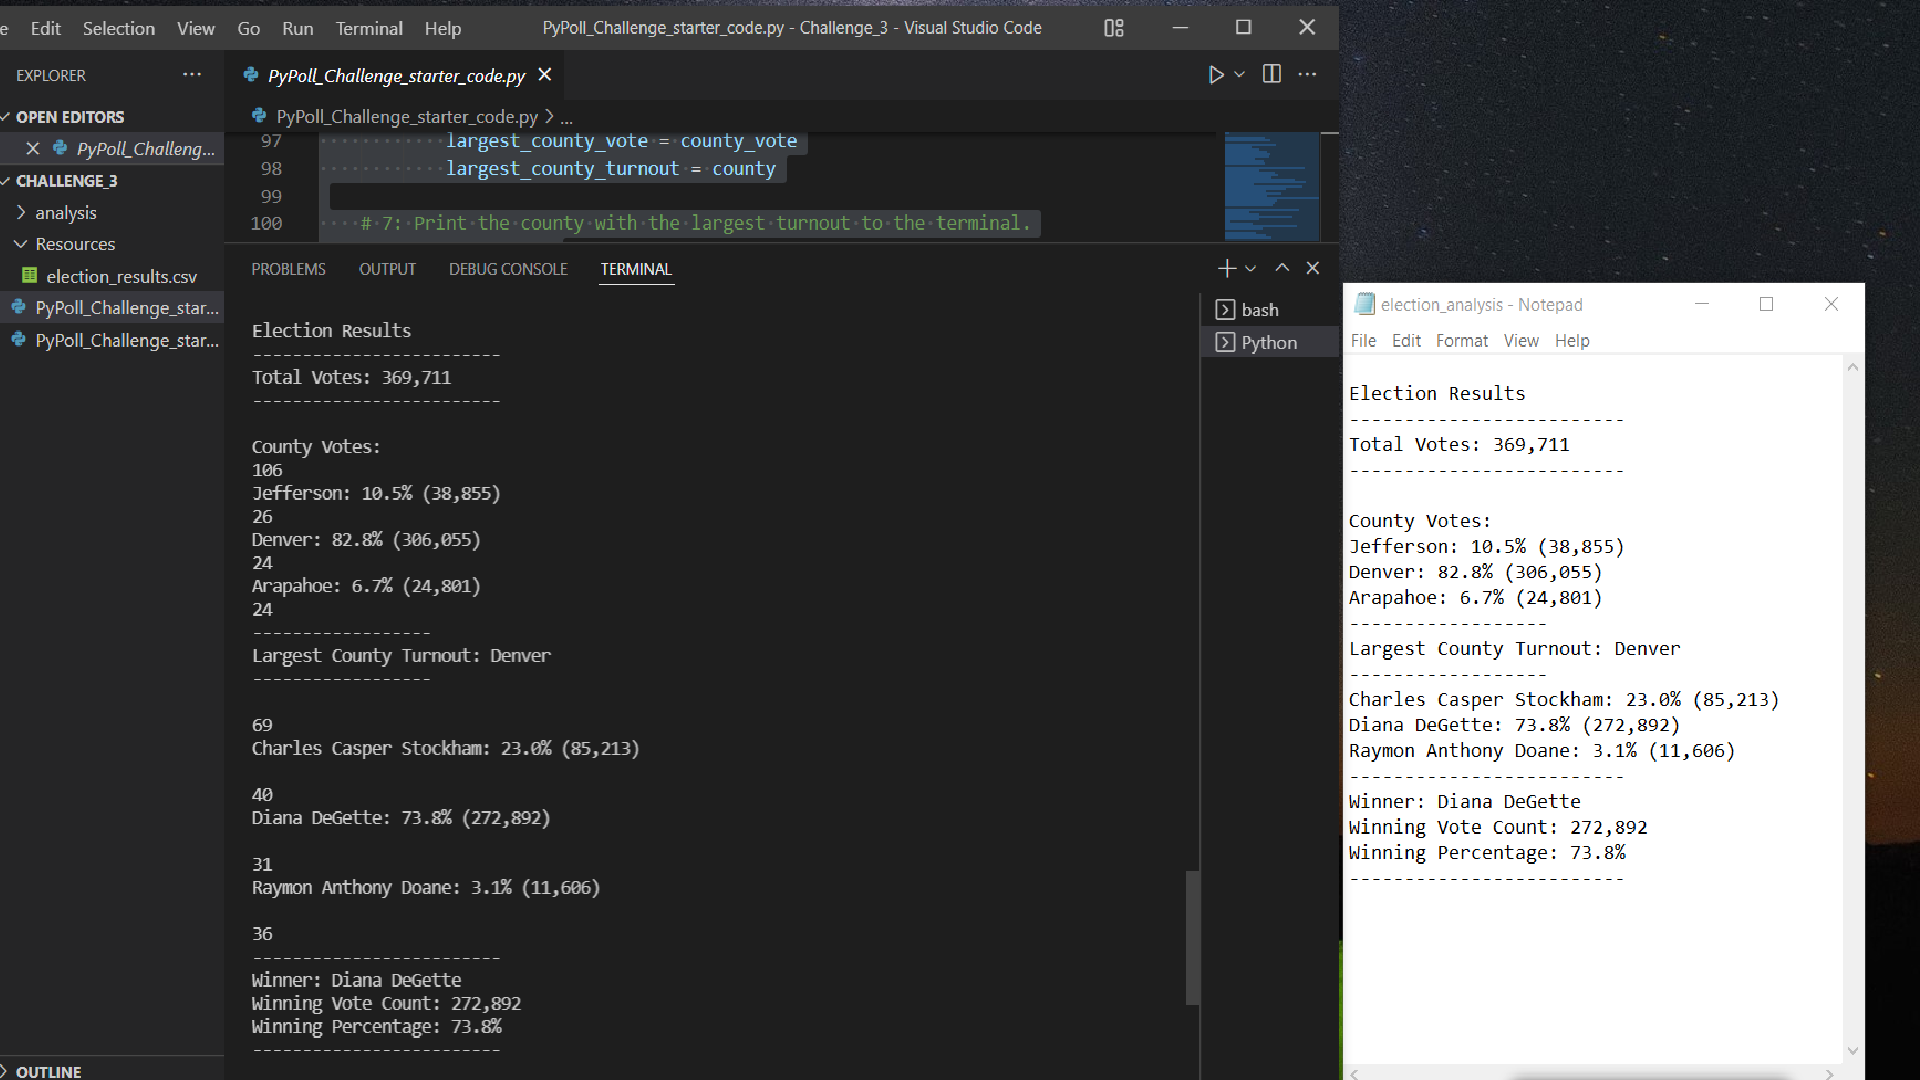 Edit Selection View Go Run Terminal Help
PyPoll_Challenge_starter_code.py - Challenge_3 - Visual Studio Code
EXPLORER
OPEN EDITORS
PyPoll_Challeng...
CHALLENGE_3
analysis
Resources
election_results.csv
PyPoll_Challenge_star...
PyPoll_Challenge_star...
OUTLINE
PyPoll_Challenge_starter_code.py
PyPoll_Challenge_starter_code.py > ...
97 largest_county_vote = county_vote
98 largest_county_turnout = county
99
100 # 7: Print the county with the largest turnout to the terminal.
PROBLEMS OUTPUT DEBUG CONSOLE TERMINAL
bash
Python
Election Results
-------------------------
Total Votes: 369,711
-------------------------
County Votes:
106
Jefferson: 10.5% (38,855)
26
Denver: 82.8% (306,055)
24
Arapahoe: 6.7% (24,801)
24
------------------
Largest County Turnout: Denver
------------------
69
Charles Casper Stockham: 23.0% (85,213)
40
Diana DeGette: 73.8% (272,892)
31
Raymon Anthony Doane: 3.1% (11,606)
36
-------------------------
Winner: Diana DeGette
Winning Vote Count: 272,892
Winning Percentage: 73.8%
-------------------------
election_analysis - Notepad
File Edit Format View Help
Election Results
-------------------------
Total Votes: 369,711
-------------------------
County Votes:
Jefferson: 10.5% (38,855)
Denver: 82.8% (306,055)
Arapahoe: 6.7% (24,801)
------------------
Largest County Turnout: Denver
------------------
Charles Casper Stockham: 23.0% (85,213)
Diana DeGette: 73.8% (272,892)
Raymon Anthony Doane: 3.1% (11,606)
-------------------------
Winner: Diana DeGette
Winning Vote Count: 272,892
Winning Percentage: 73.8%
-------------------------